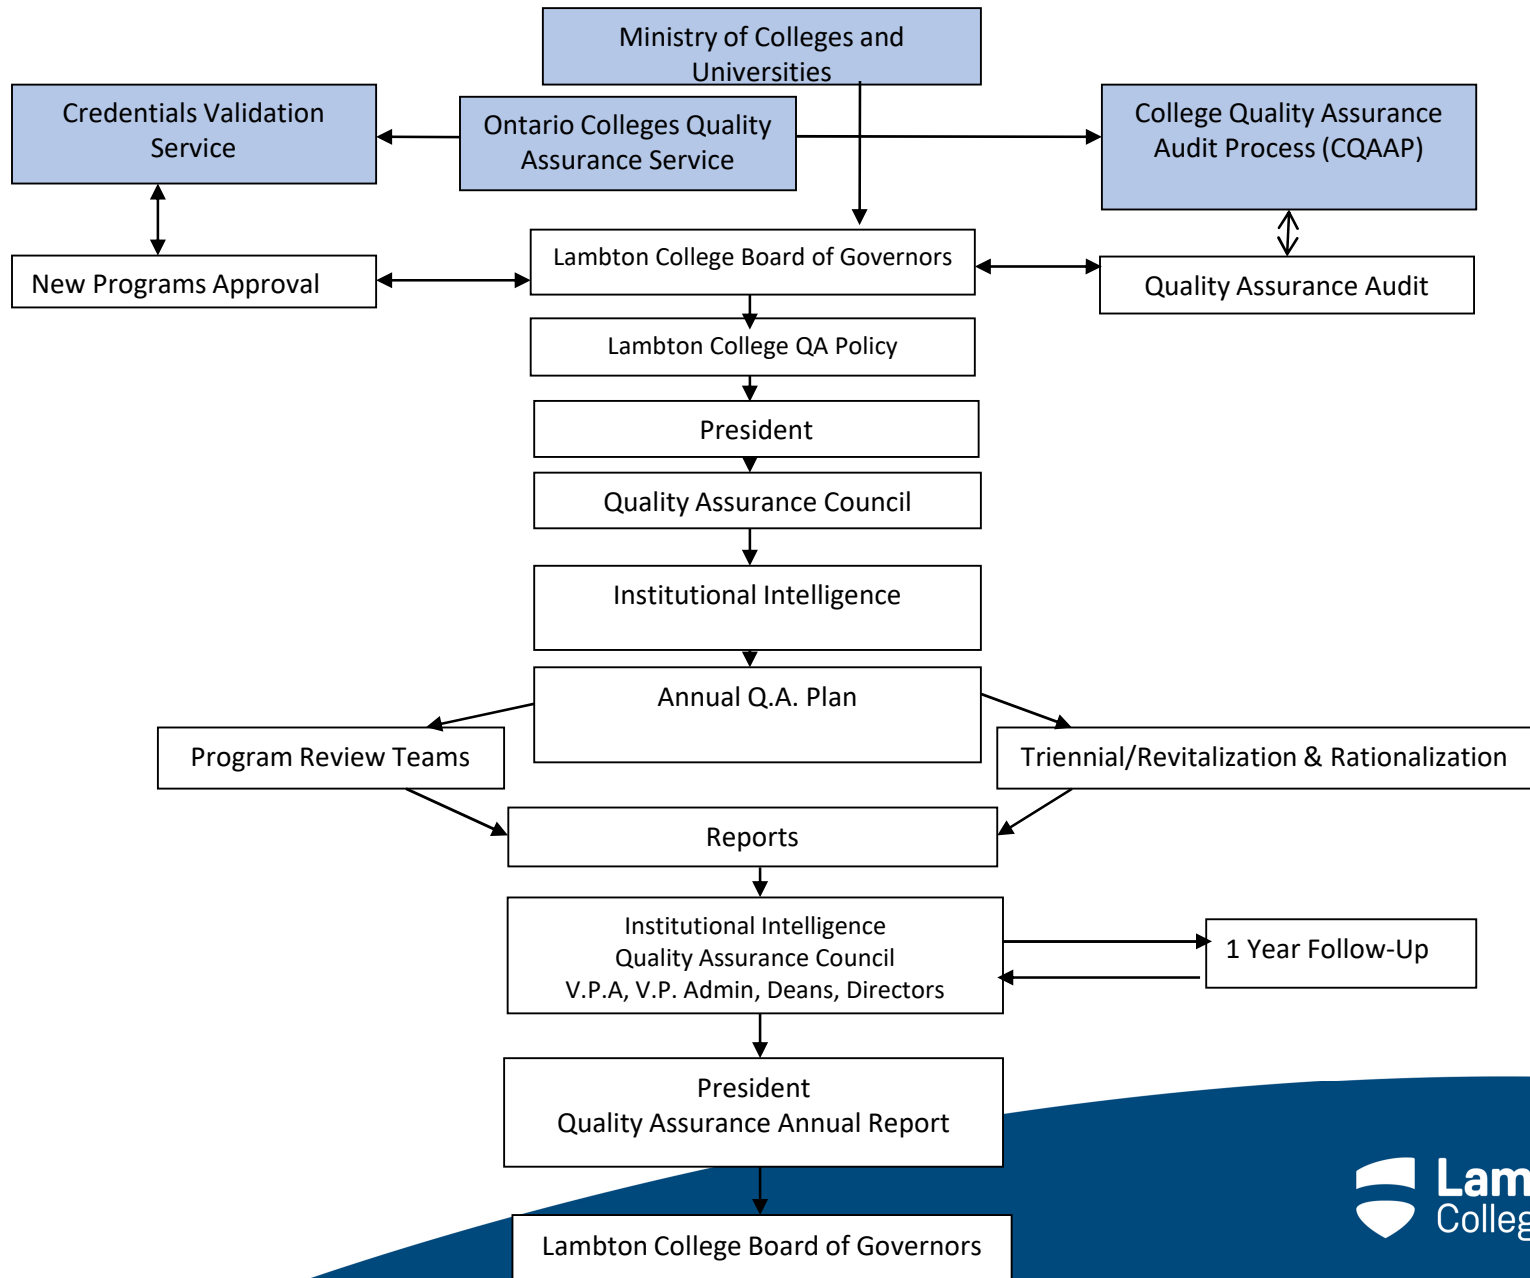 Ministry of Colleges and
Universities
Credentials Validation
Service
Ontario Colleges Quality
Assurance Service
College Quality Assurance
Audit Process (CQAAP)
New Programs Approval
Lambton College Board of Governors
Quality Assurance Audit
Lambton College QA Policy
President
Quality Assurance Council
Institutional Intelligence
Annual Q.A. Plan
Program Review Teams
Triennial/Revitalization & Rationalization
Reports
Institutional Intelligence
Quality Assurance Council
V.P.A, V.P. Admin, Deans, Directors
1 Year Follow-Up
President
Quality Assurance Annual Report
Lambton College Board of Governors
Lam
Colleg